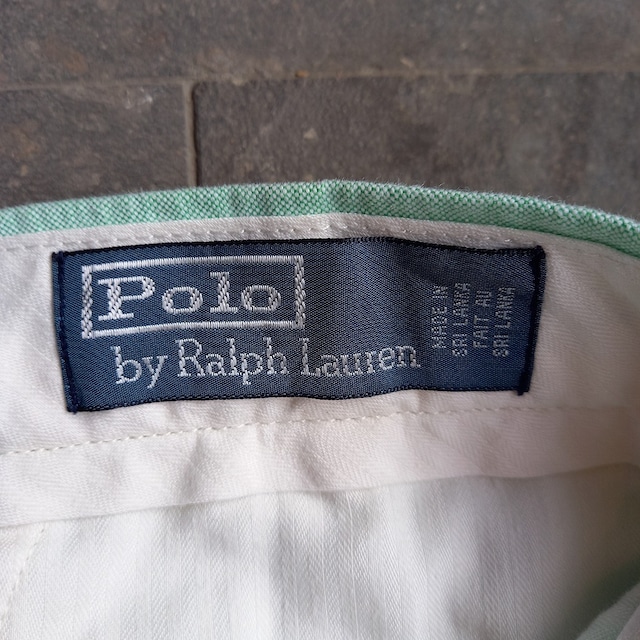 Polo
by Ralph Lauren
MADE IN
SRI LANKA
FAIT AU
SRI LANKA